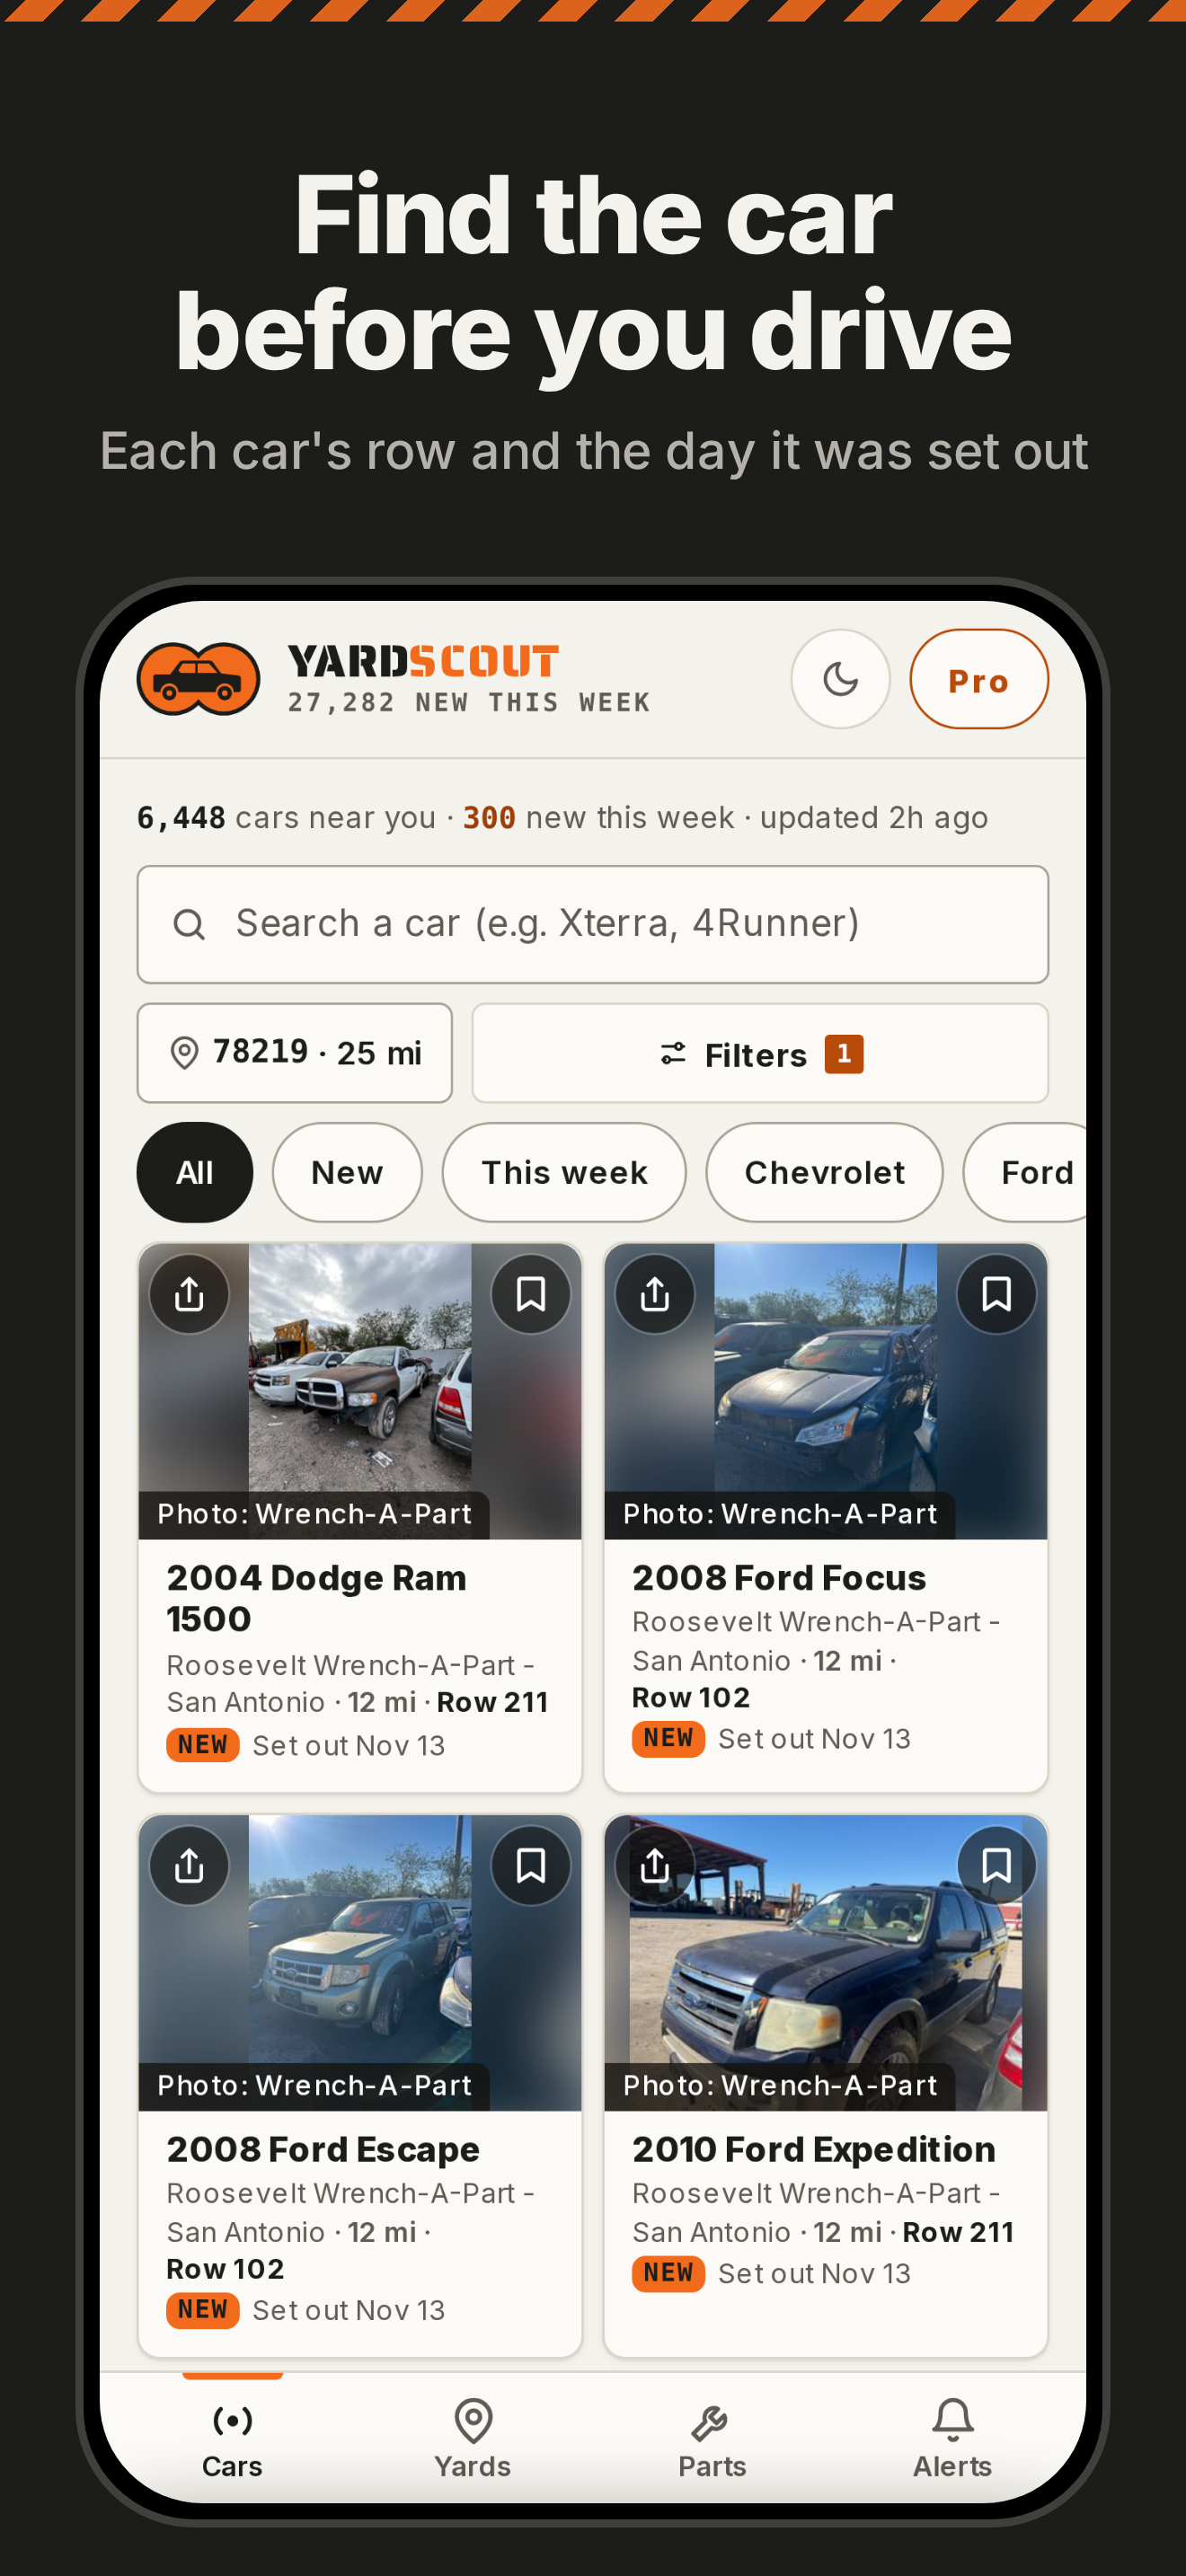 Find the car
before you drive
Each car's row and the day it was set out
YARDSCOUT
27,282 NEW THIS WEEK
Pro
6,448 cars near you · 300 new this week · updated 2h ago
Search a car (e.g. Xterra, 4Runner)
78219 · 25 mi
Filters 1
All
New
This week
Chevrolet
Ford
Photo: Wrench-A-Part
2004 Dodge Ram
1500
Roosevelt Wrench-A-Part -
San Antonio · 12 mi · Row 211
NEW Set out Nov 13
Photo: Wrench-A-Part
2008 Ford Focus
Roosevelt Wrench-A-Part -
San Antonio · 12 mi ·
Row 102
NEW Set out Nov 13
Photo: Wrench-A-Part
2008 Ford Escape
Roosevelt Wrench-A-Part -
San Antonio · 12 mi ·
Row 102
NEW Set out Nov 13
Photo: Wrench-A-Part
2010 Ford Expedition
Roosevelt Wrench-A-Part -
San Antonio · 12 mi · Row 211
NEW Set out Nov 13
Cars
Yards
Parts
Alerts